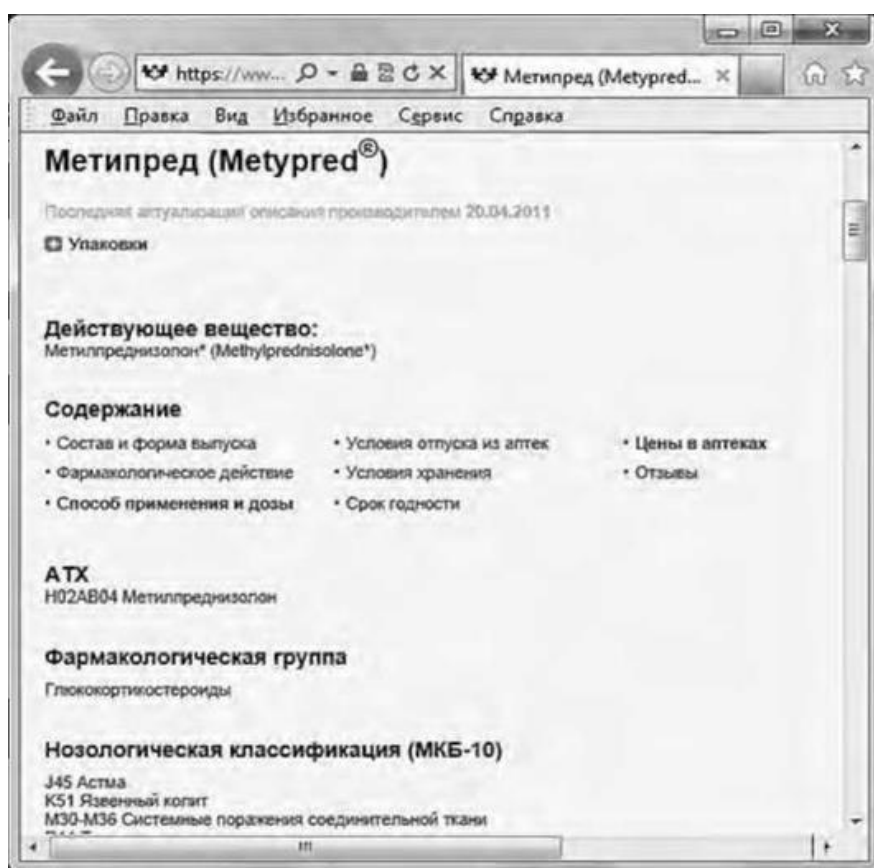 https://ww...
Метипред (Metypred...
Файл Правка Вид Избранное Сервис Справка
Метипред (Metypred®)
Последняя актуализация описания производителем 20.04.2011
Упаковки
Действующее вещество:
Метилпреднизолон* (Methylprednisolone*)
Содержание
• Состав и форма выпуска • Условия отпуска из аптек • Цены в аптеках
• Фармакологическое действие • Условия хранения • Отзывы
• Способ применения и дозы • Срок годности
АТХ
H02AB04 Метилпреднизолон
Фармакологическая группа
Глюкокортикостероиды
Нозологическая классификация (МКБ-10)
J45 Астма
K51 Язвенный колит
M30-M36 Системные поражения соединительной ткани